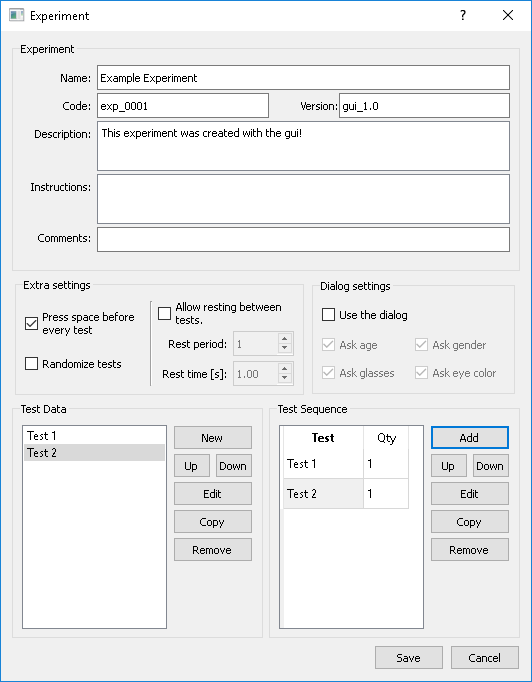 Experiment
?
Experiment
Name: Example Experiment
Code: exp_0001 Version: gui_1.0
Description: This experiment was created with the gui!
Instructions:
Comments:
Extra settings
Press space before
every test
Randomize tests
Allow resting between
tests.
Rest period: 1
Rest time [s]: 1.00
Dialog settings
Use the dialog
Ask age Ask gender
Ask glasses Ask eye color
Test Data
Test 1
Test 2
New
Up Down
Edit
Copy
Remove
Test Sequence
Test Qty
Test 1 1
Test 2 1
Add
Up Down
Edit
Copy
Remove
Save Cancel